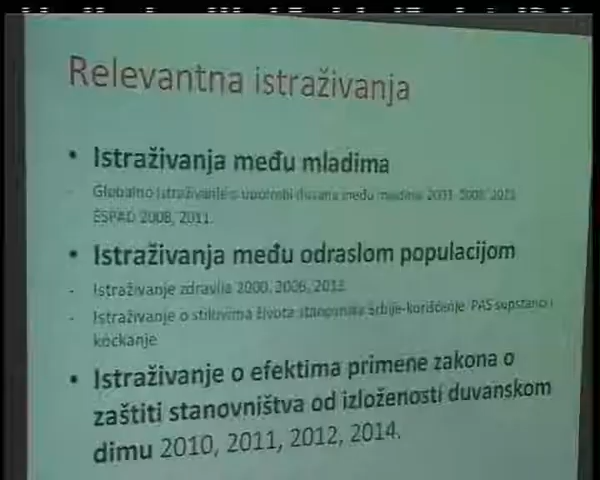 Relevantna istraživanja
• Istraživanja među mladima
- Globalno istraživanje o upotrebi duvana među mladima 2003, 2008,
ESPAD 2008, 2011.
• Istraživanja među odraslom populacijom
- Istraživanje zdravlja 2000, 2006, 2013.
- Istraživanje o stilovima života stanovnika Srbije-korišćenje PAS supstanci i
kockanje
• Istraživanje o efektima primene zakona o
zaštiti stanovništva od izloženosti duvanskom
dimu 2010, 2011, 2012, 2014.